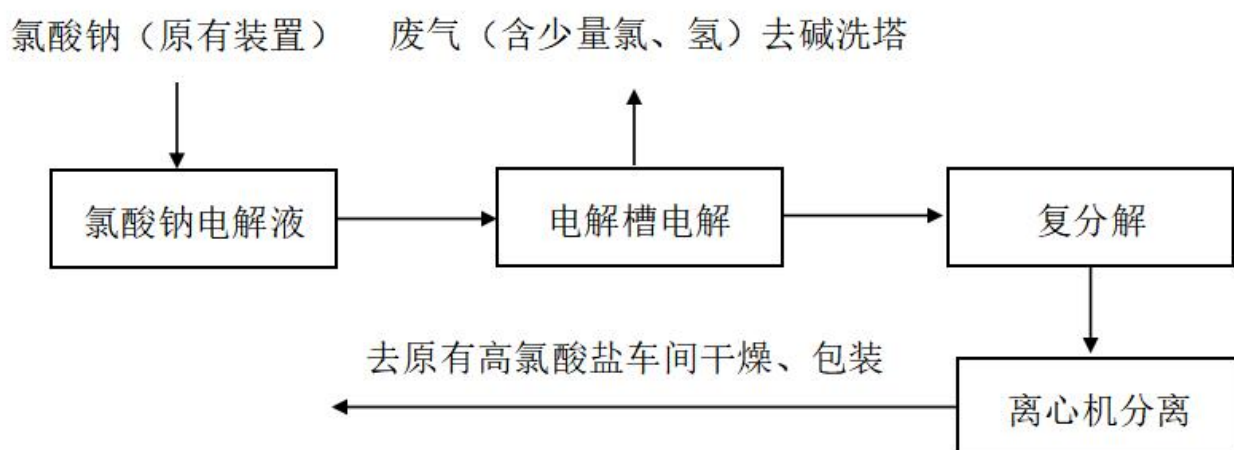 氯酸钠（原有装置）
废气（含少量氯、氢）去碱洗塔
氯酸钠电解液
电解槽电解
复分解
去原有高氯酸盐车间干燥、包装
离心机分离